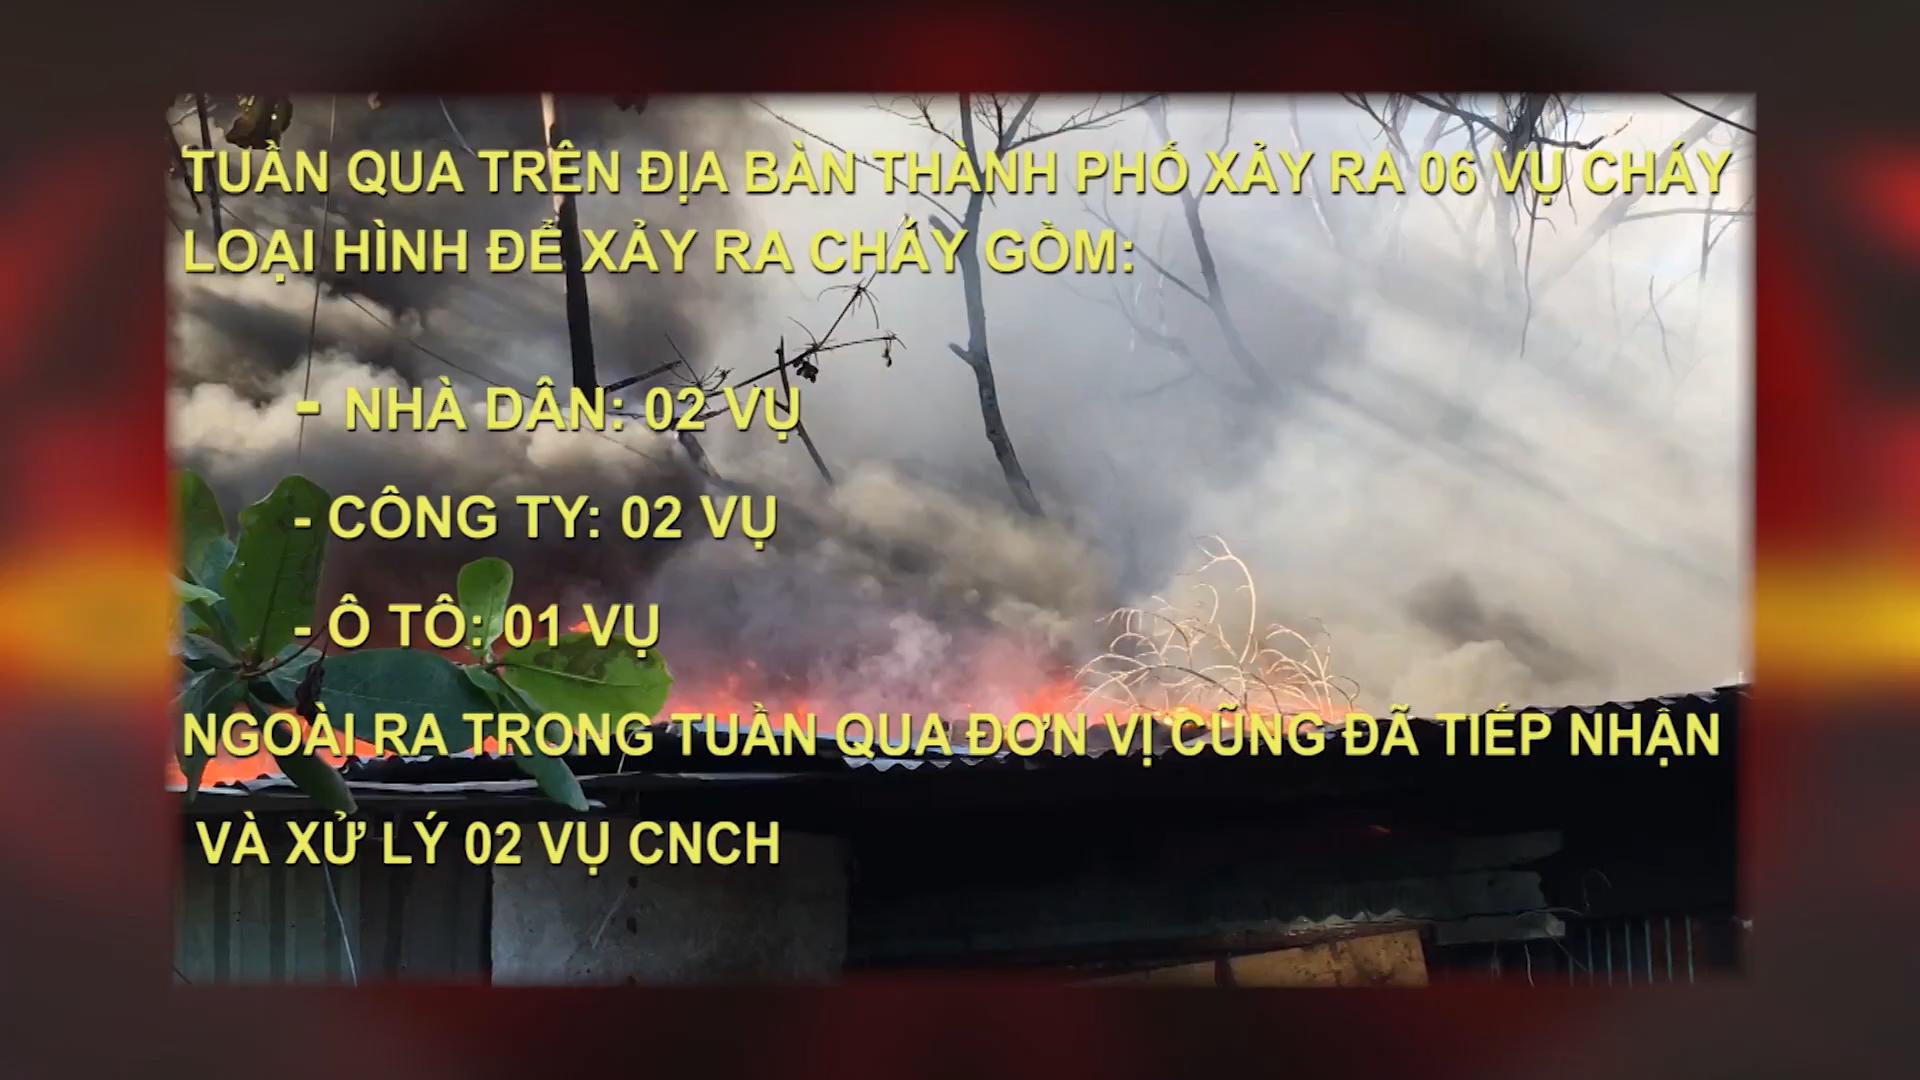 TUẦN QUA TRÊN ĐỊA BÀN THÀNH PHỐ XẢY RA 06 VỤ CHÁY
LOẠI HÌNH ĐỂ XẢY RA CHÁY GỒM:
- NHÀ DÂN: 02 VỤ
- CÔNG TY: 02 VỤ
- Ô TÔ: 01 VỤ
NGOÀI RA TRONG TUẦN QUA ĐƠN VỊ CŨNG ĐÃ TIẾP NHẬN
VÀ XỬ LÝ 02 VỤ CNCH